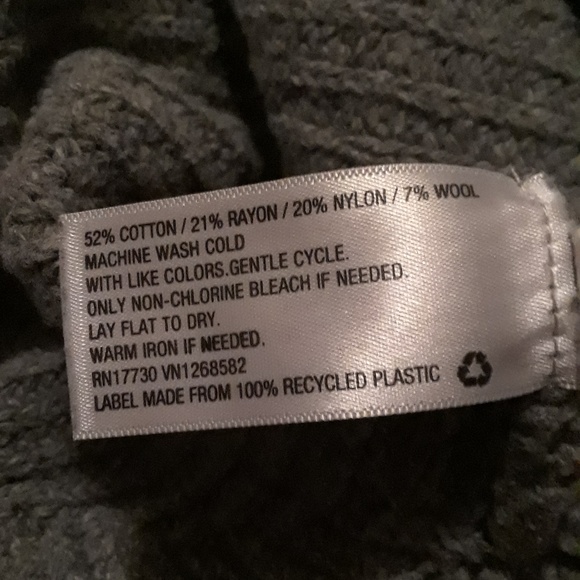 52% COTTON / 21% RAYON / 20% NYLON / 7% WOOL
MACHINE WASH COLD
WITH LIKE COLORS.GENTLE CYCLE.
ONLY NON-CHLORINE BLEACH IF NEEDED.
LAY FLAT TO DRY.
WARM IRON IF NEEDED.
RN17730 VN1268582
LABEL MADE FROM 100% RECYCLED PLASTIC